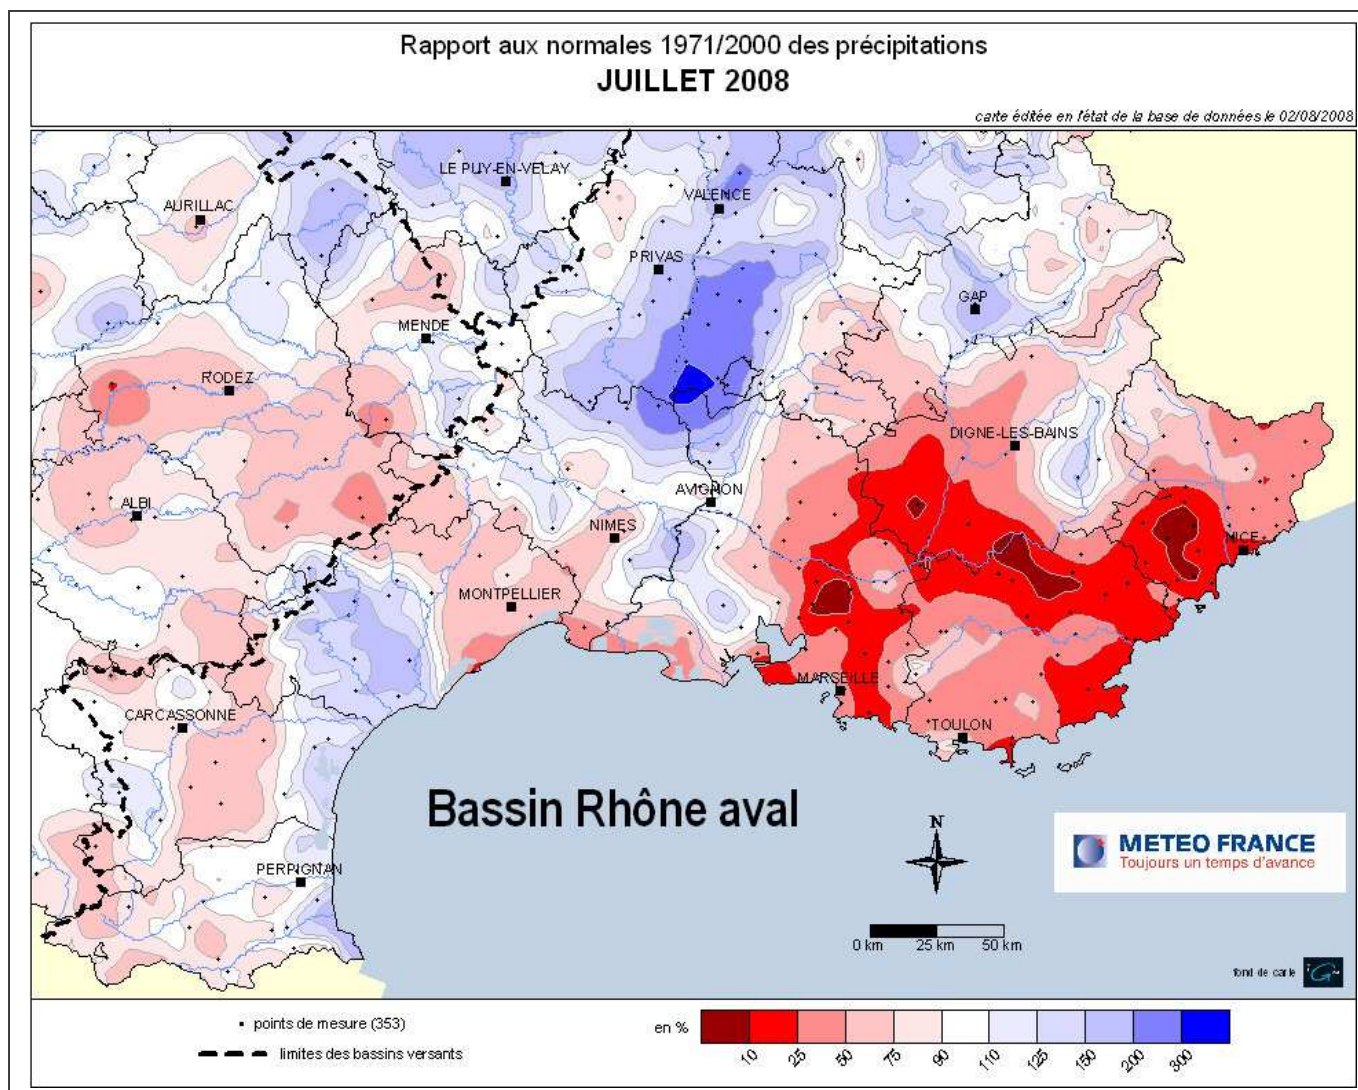 Rapport aux normales 1971/2000 des précipitations
JUILLET 2008
carte éditée en l'état de la base de données le 02/08/2008
LE PUY-EN-VELAY
AURILLAC
VALENCE
PRIVAS
GAP
MENDE
RODEZ
DIGNE-LES-BAINS
ALBI
AVIGNON
NIMES
NICE
MONTPELLIER
MARSEILLE
CARCASSONNE
TOULON
Bassin Rhône aval
N
METEO FRANCE
Toujours un temps d'avance
PERPIGNAN
0 km 25 km 50 km
fond de carte
points de mesure (353)
limites des bassins versants
en %
10 25 50 75 90 110 125 150 200 300